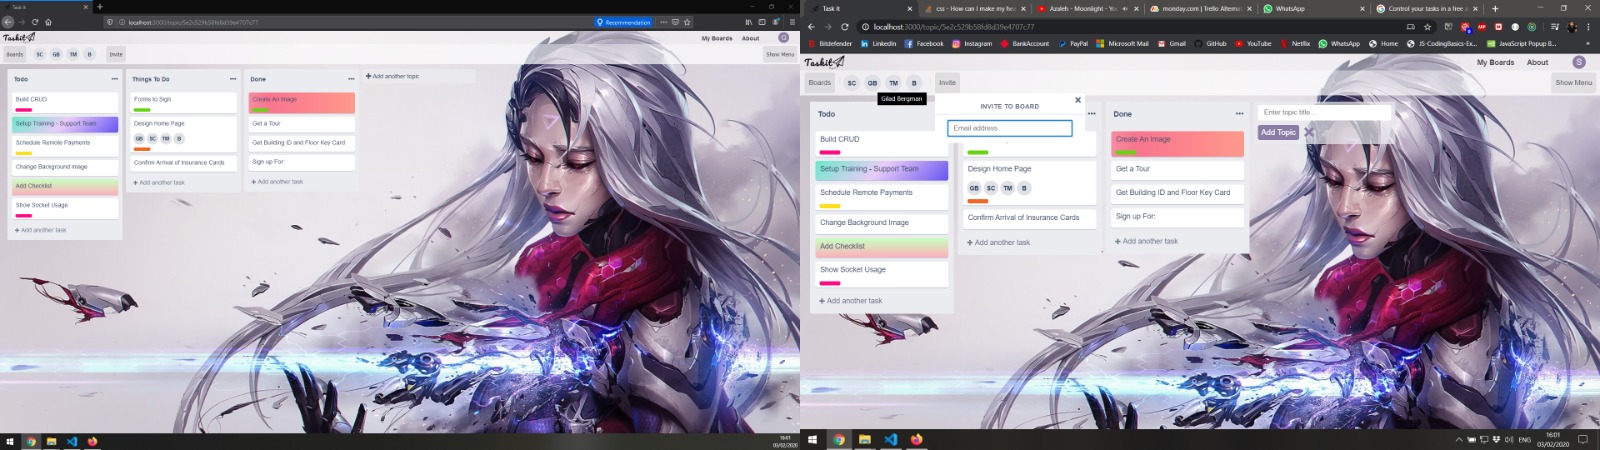 Task It
localhost:3000/topic/5e2c529b58fd8d39e4707c77
Recommendation
Taskit
My Boards
About
G
Boards
SC
GB
TM
B
Invite
Show Menu
Todo
Build CRUD
Setup Training - Support Team
Schedule Remote Payments
Change Background Image
Add Checklist
Show Socket Usage
+ Add another task
Things To Do
Forms to Sign
Design Home Page
GB
SC
TM
B
Confirm Arrival of Insurance Cards
+ Add another task
Done
Create An Image
Get a Tour
Get Building ID and Floor Key Card
Sign up For:
+ Add another task
+ Add another topic
16:01
03/02/2020
Task It
css - How can I make my hea
Azaleh - Moonlight - Yo
monday.com | Trello Alternat
WhatsApp
Control your tasks in a free a
localhost:3000/topic/5e2c529b58fd8d39e4707c77
Bitdefender
LinkedIn
Facebook
Instagram
BankAccount
PayPal
Microsoft Mail
Gmail
GitHub
YouTube
Netflix
WhatsApp
Home
JS-CodingBasics-Ex...
JavaScript Popup B...
Taskit
My Boards
About
S
Boards
SC
GB
TM
B
Invite
Show Menu
Gilad Bergman
INVITE TO BOARD
Email address
Todo
Build CRUD
Setup Training - Support Team
Schedule Remote Payments
Change Background Image
Add Checklist
Show Socket Usage
+ Add another task
Design Home Page
GB
SC
TM
B
Confirm Arrival of Insurance Cards
+ Add another task
Done
Create An Image
Get a Tour
Get Building ID and Floor Key Card
Sign up For:
+ Add another task
Enter topic title...
Add Topic
ENG
16:01
03/02/2020